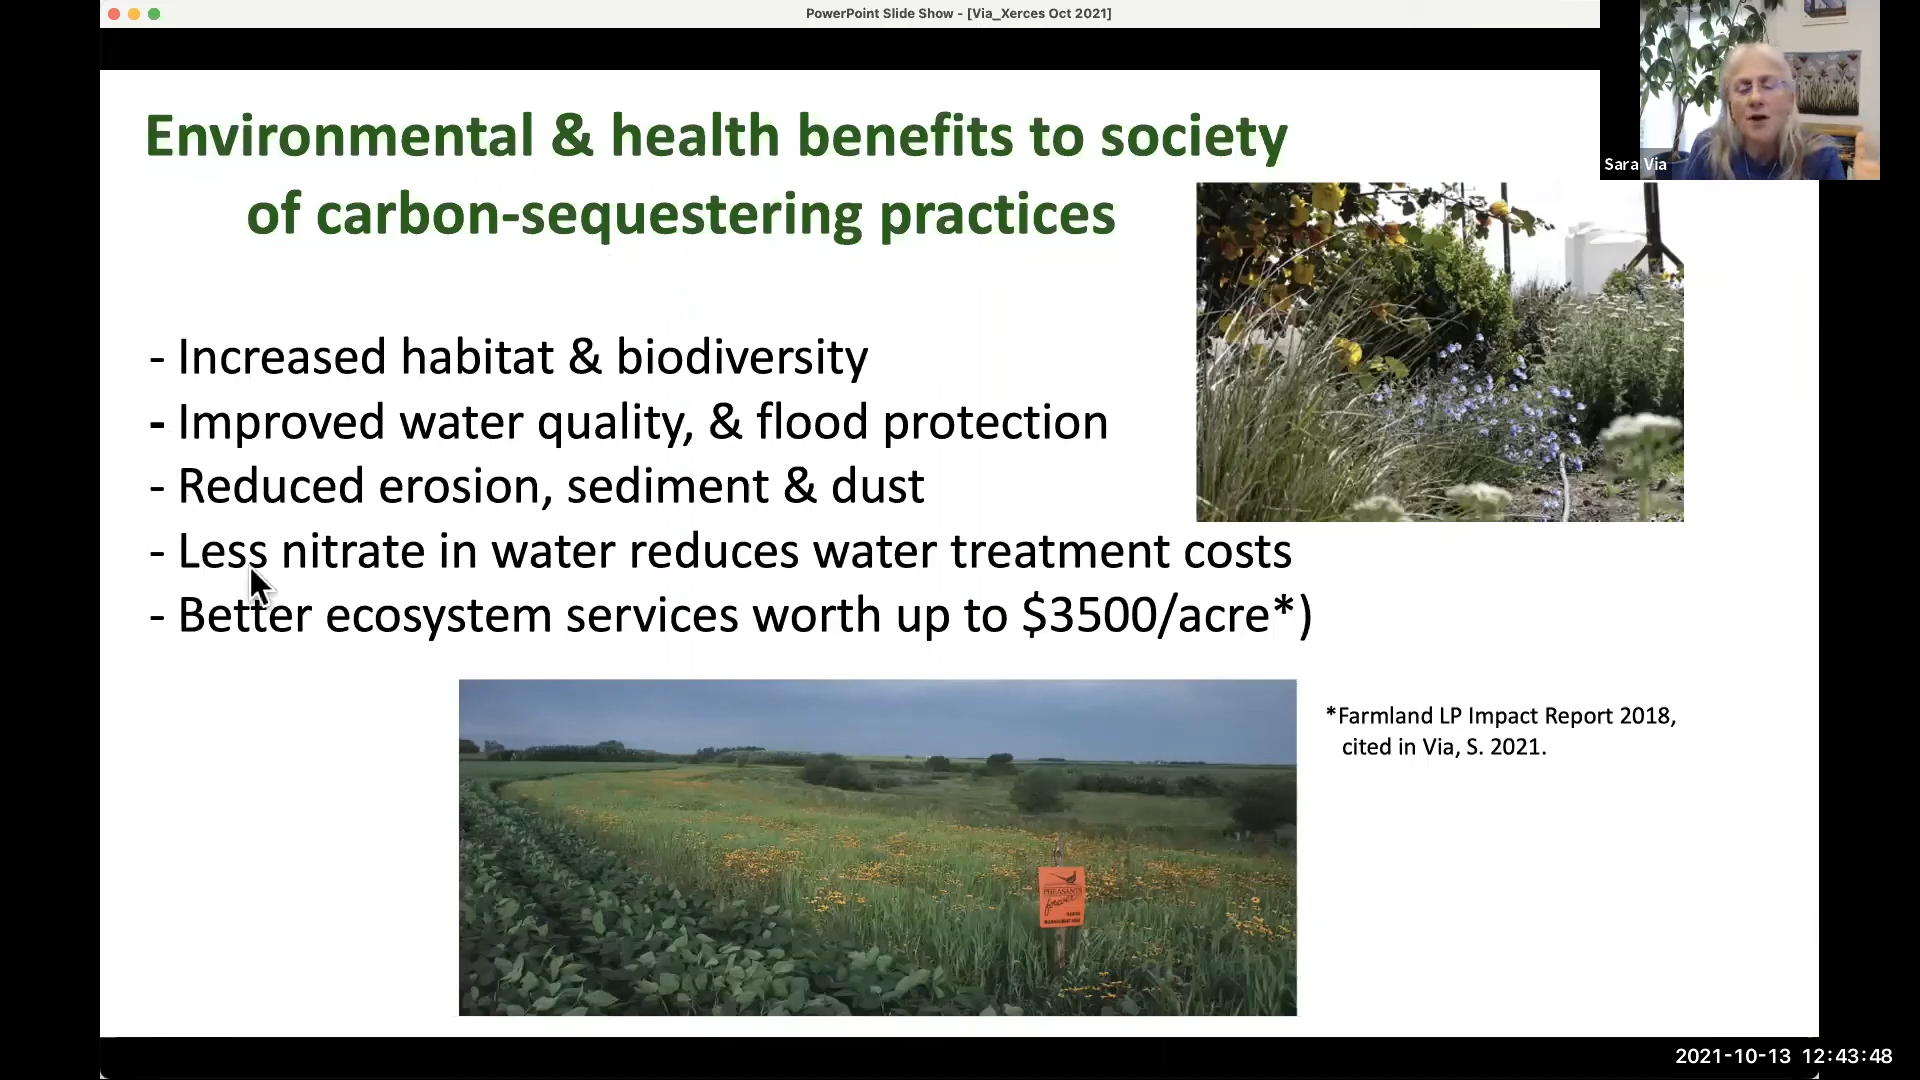 PowerPoint Slide Show - [Via_Xerces Oct 2021]
Sara Via
Environmental & health benefits to society
of carbon-sequestering practices
- Increased habitat & biodiversity
- Improved water quality, & flood protection
- Reduced erosion, sediment & dust
- Less nitrate in water reduces water treatment costs
- Better ecosystem services worth up to $3500/acre*)
*Farmland LP Impact Report 2018,
cited in Via, S. 2021.
PHEASANTS
forever
2021-10-13 12:43:48